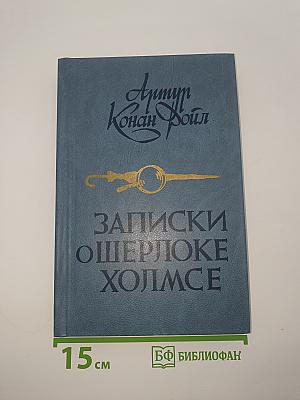 Артур
Конан Дойл
ЗАПИСКИ
О ШЕРЛОКЕ
ХОЛМСЕ
15 см
БФ БИБЛИОФАН